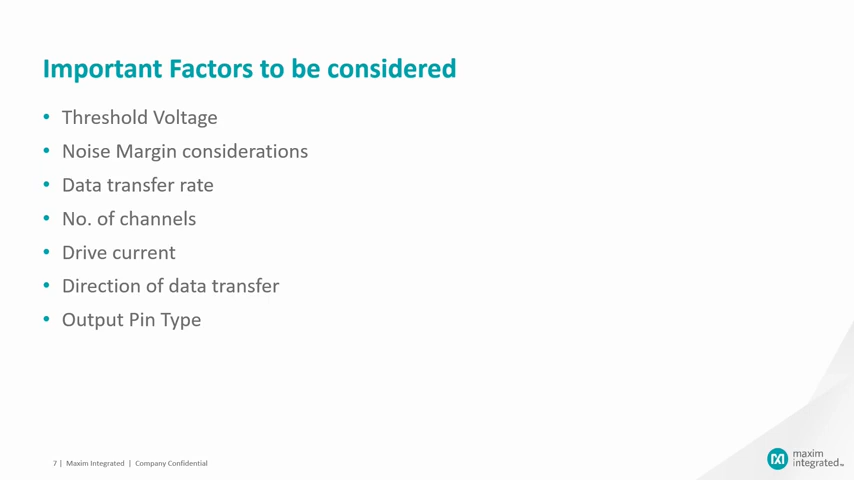 Important Factors to be considered
• Threshold Voltage
• Noise Margin considerations
• Data transfer rate
• No. of channels
• Drive current
• Direction of data transfer
• Output Pin Type
7 | Maxim Integrated | Company Confidential
maxim
integrated™